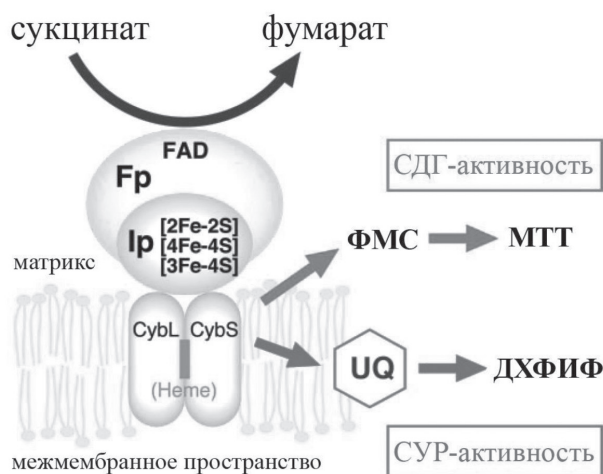 сукцинат
фумарат
FAD
Fp
СДГ-активность
Ip
[2Fe-2S]
[4Fe-4S]
[3Fe-4S]
ФМС
МТТ
матрикс
CybL
CybS
(Heme)
UQ
ДХФИФ
межмембранное пространство
СУР-активность